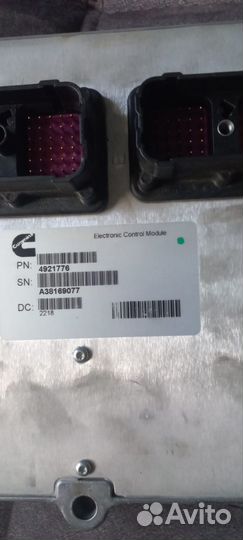 Electronic Control Module
PN:
4921776
SN:
A38169077
DC:
2218
Avito